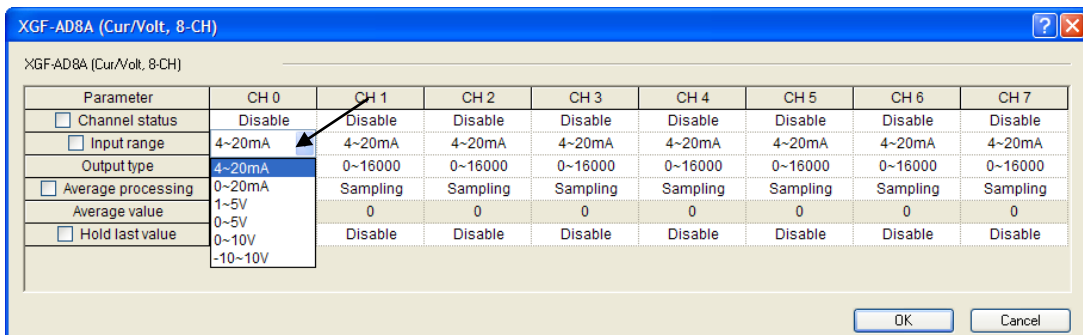 XGF-AD8A (Cur/Volt, 8-CH)
XGF-AD8A (Cur/Volt, 8-CH)
Parameter CH 0 CH 1 CH 2 CH 3 CH 4 CH 5 CH 6 CH 7
Channel status Disable Disable Disable Disable Disable Disable Disable Disable
Input range 4~20mA 4~20mA 4~20mA 4~20mA 4~20mA 4~20mA 4~20mA 4~20mA
Output type 4~20mA 0~16000 0~16000 0~16000 0~16000 0~16000 0~16000 0~16000
Average processing 0~20mA Sampling Sampling Sampling Sampling Sampling Sampling Sampling
1~5V
Average value 0~5V 0 0 0 0 0 0 0
Hold last value 0~10V Disable Disable Disable Disable Disable Disable Disable
-10~10V
OK Cancel